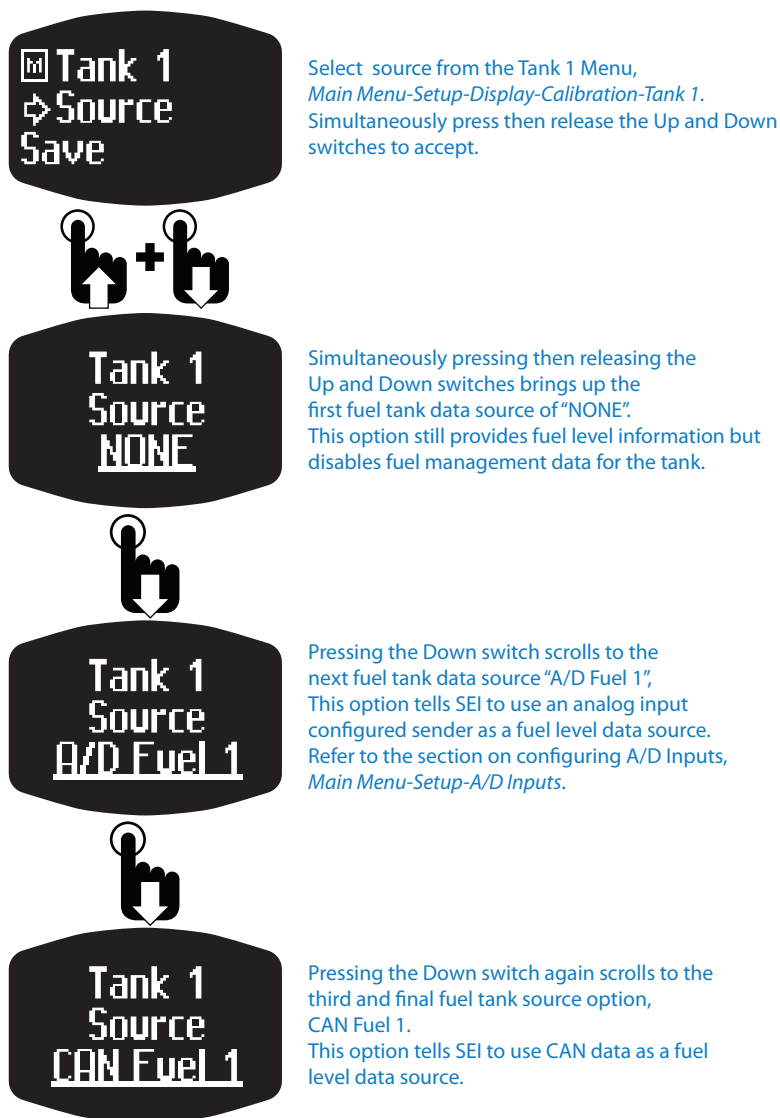 M Tank 1
Source
Save
Select source from the Tank 1 Menu,
Main Menu-Setup-Display-Calibration-Tank 1.
Simultaneously press then release the Up and Down
switches to accept.
+
Tank 1
Source
NONE
Simultaneously pressing then releasing the
Up and Down switches brings up the
first fuel tank data source of "NONE".
This option still provides fuel level information but
disables fuel management data for the tank.
Tank 1
Source
A/D Fuel 1
Pressing the Down switch scrolls to the
next fuel tank data source "A/D Fuel 1",
This option tells SEI to use an analog input
configured sender as a fuel level data source.
Refer to the section on configuring A/D Inputs,
Main Menu-Setup-A/D Inputs.
Tank 1
Source
CAN Fuel 1
Pressing the Down switch again scrolls to the
third and final fuel tank source option,
CAN Fuel 1.
This option tells SEI to use CAN data as a fuel
level data source.